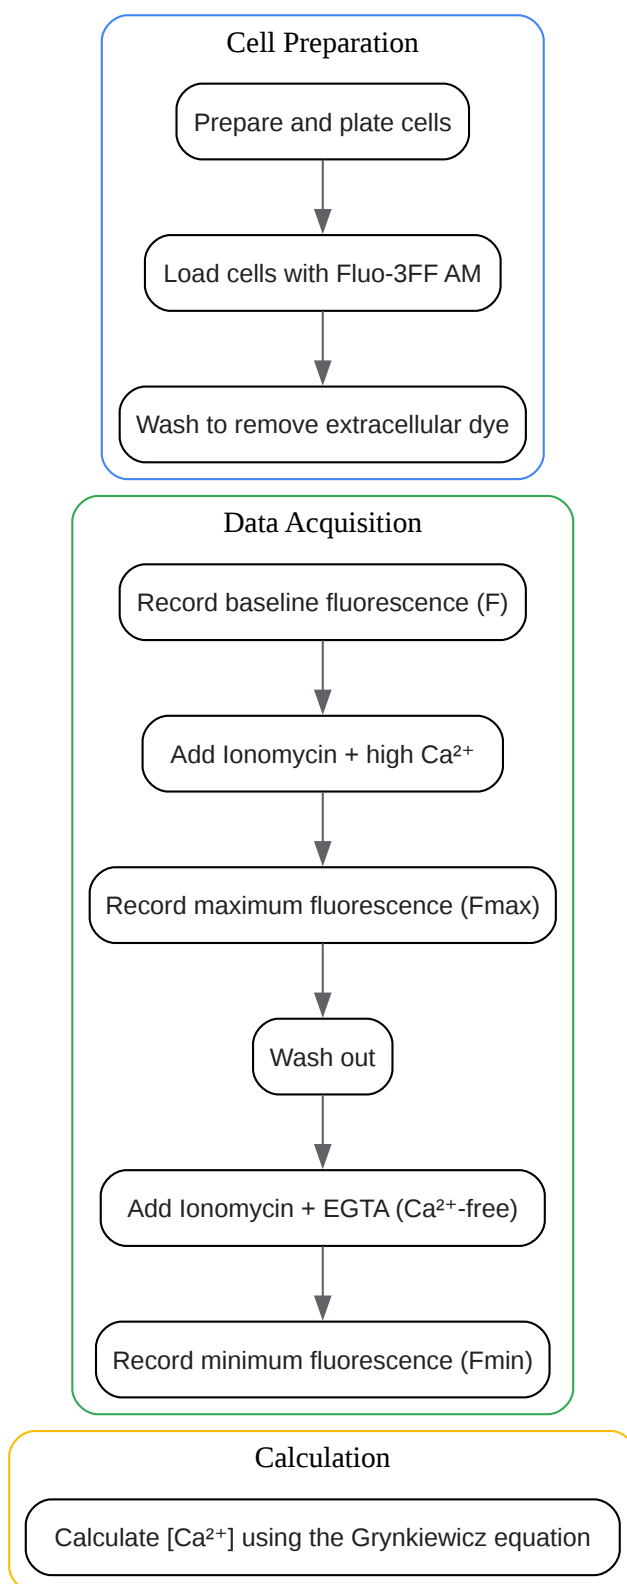 Cell Preparation
Prepare and plate cells
Load cells with Fluo-3FF AM
Wash to remove extracellular dye
Data Acquisition
Record baseline fluorescence (F)
Add Ionomycin + high Ca²⁺
Record maximum fluorescence (Fmax)
Wash out
Add Ionomycin + EGTA (Ca²⁺-free)
Record minimum fluorescence (Fmin)
Calculation
Calculate [Ca²⁺] using the Grynkiewicz equation